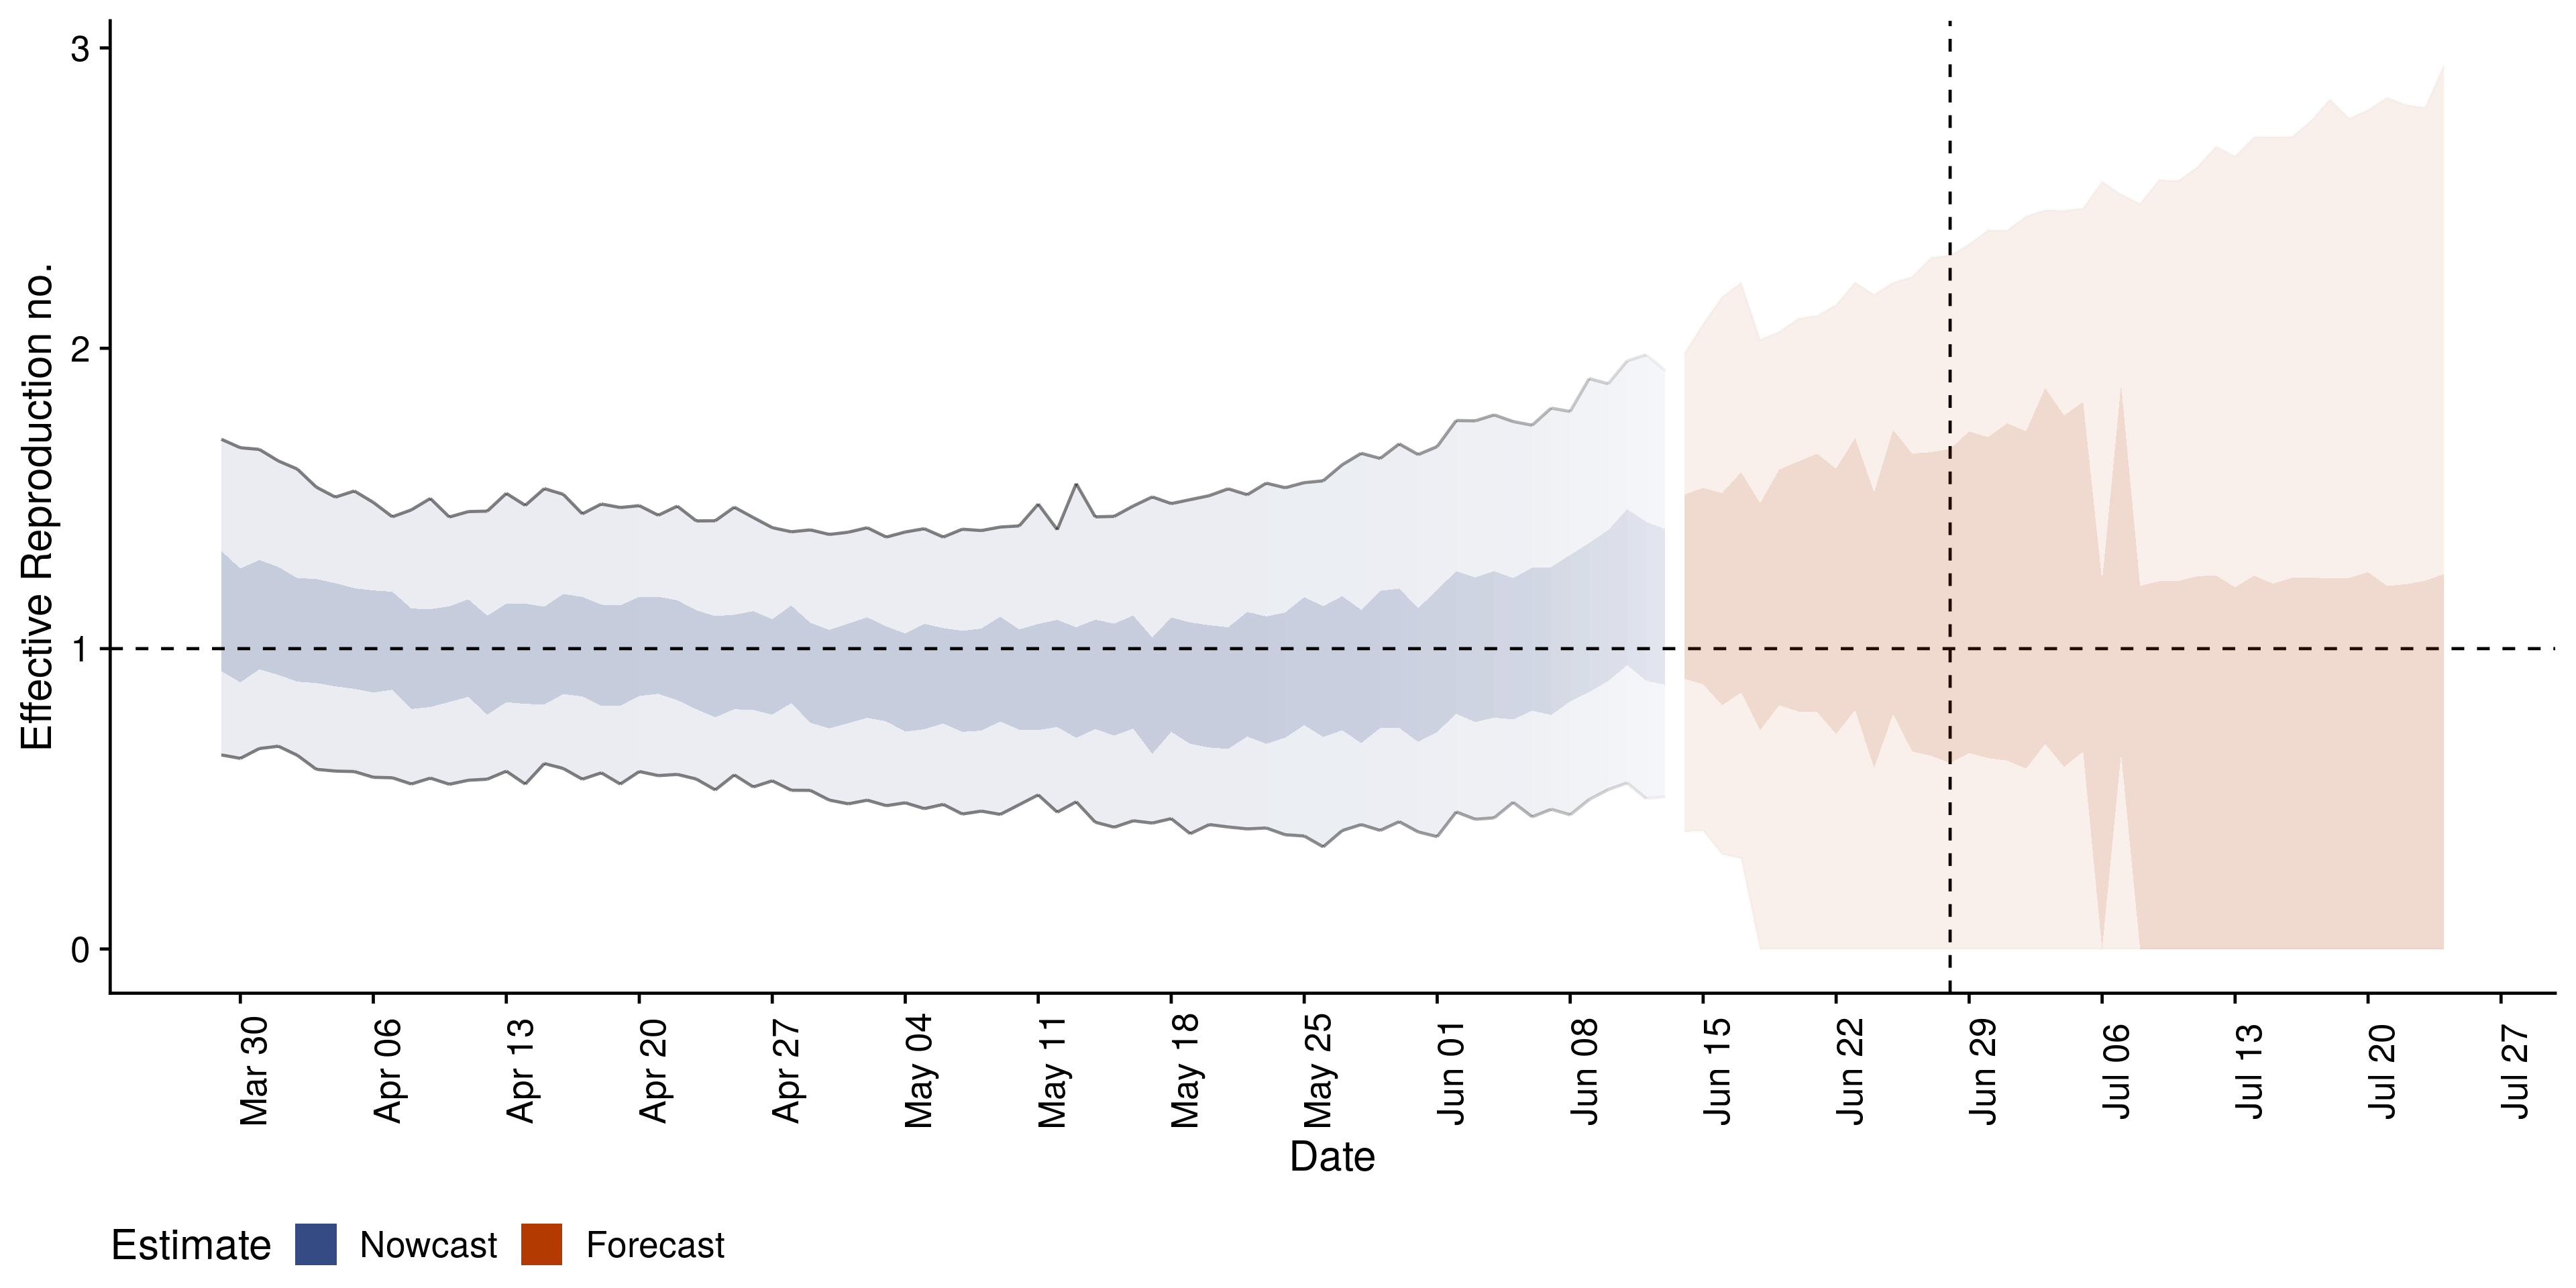 Effective Reproduction no.
3
2
1
0
Mar 30
Apr 06
Apr 13
Apr 20
Apr 27
May 04
May 11
May 18
May 25
Jun 01
Jun 08
Jun 15
Jun 22
Jun 29
Jul 06
Jul 13
Jul 20
Jul 27
Date
Estimate Nowcast Forecast